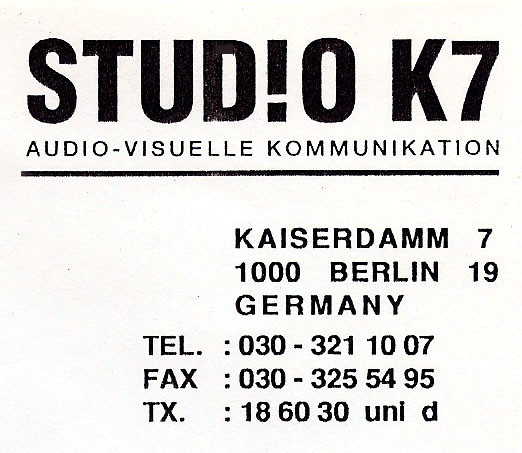 STUD!O K7
AUDIO-VISUELLE KOMMUNIKATION
KAISERDAMM 7
1000 BERLIN 19
GERMANY
TEL. : 030 - 321 10 07
FAX : 030 - 325 54 95
TX. : 18 60 30 uni d